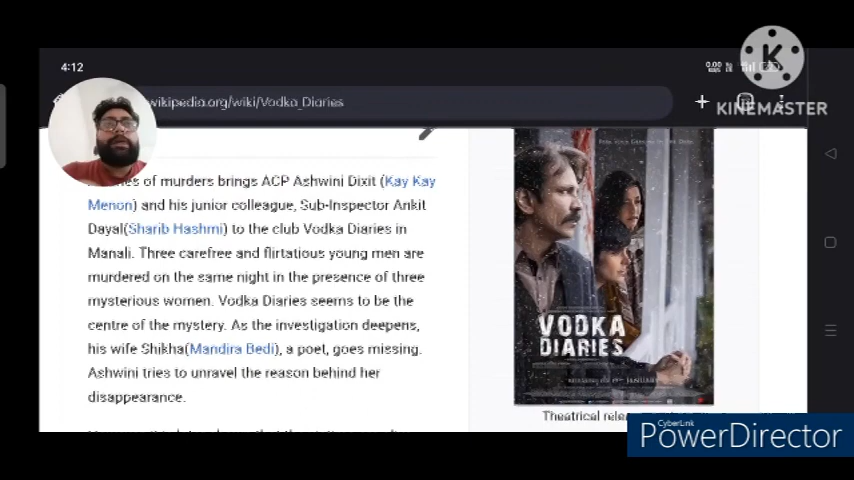 4:12
wikipedia.org/wiki/Vodka_Diaries
KINEMASTER
of murders brings ACP Ashwini Dixit (Kay Kay
Menon) and his junior colleague, Sub-Inspector Ankit
Dayal(Sharib Hashmi) to the club Vodka Diaries in
Manali. Three carefree and flirtatious young men are
murdered on the same night in the presence of three
mysterious women. Vodka Diaries seems to be the
centre of the mystery. As the investigation deepens,
his wife Shikha(Mandira Bedi), a poet, goes missing.
Ashwini tries to unravel the reason behind her
disappearance.
VODKA
DIARIES
Theatrical
CyberLink
PowerDirector